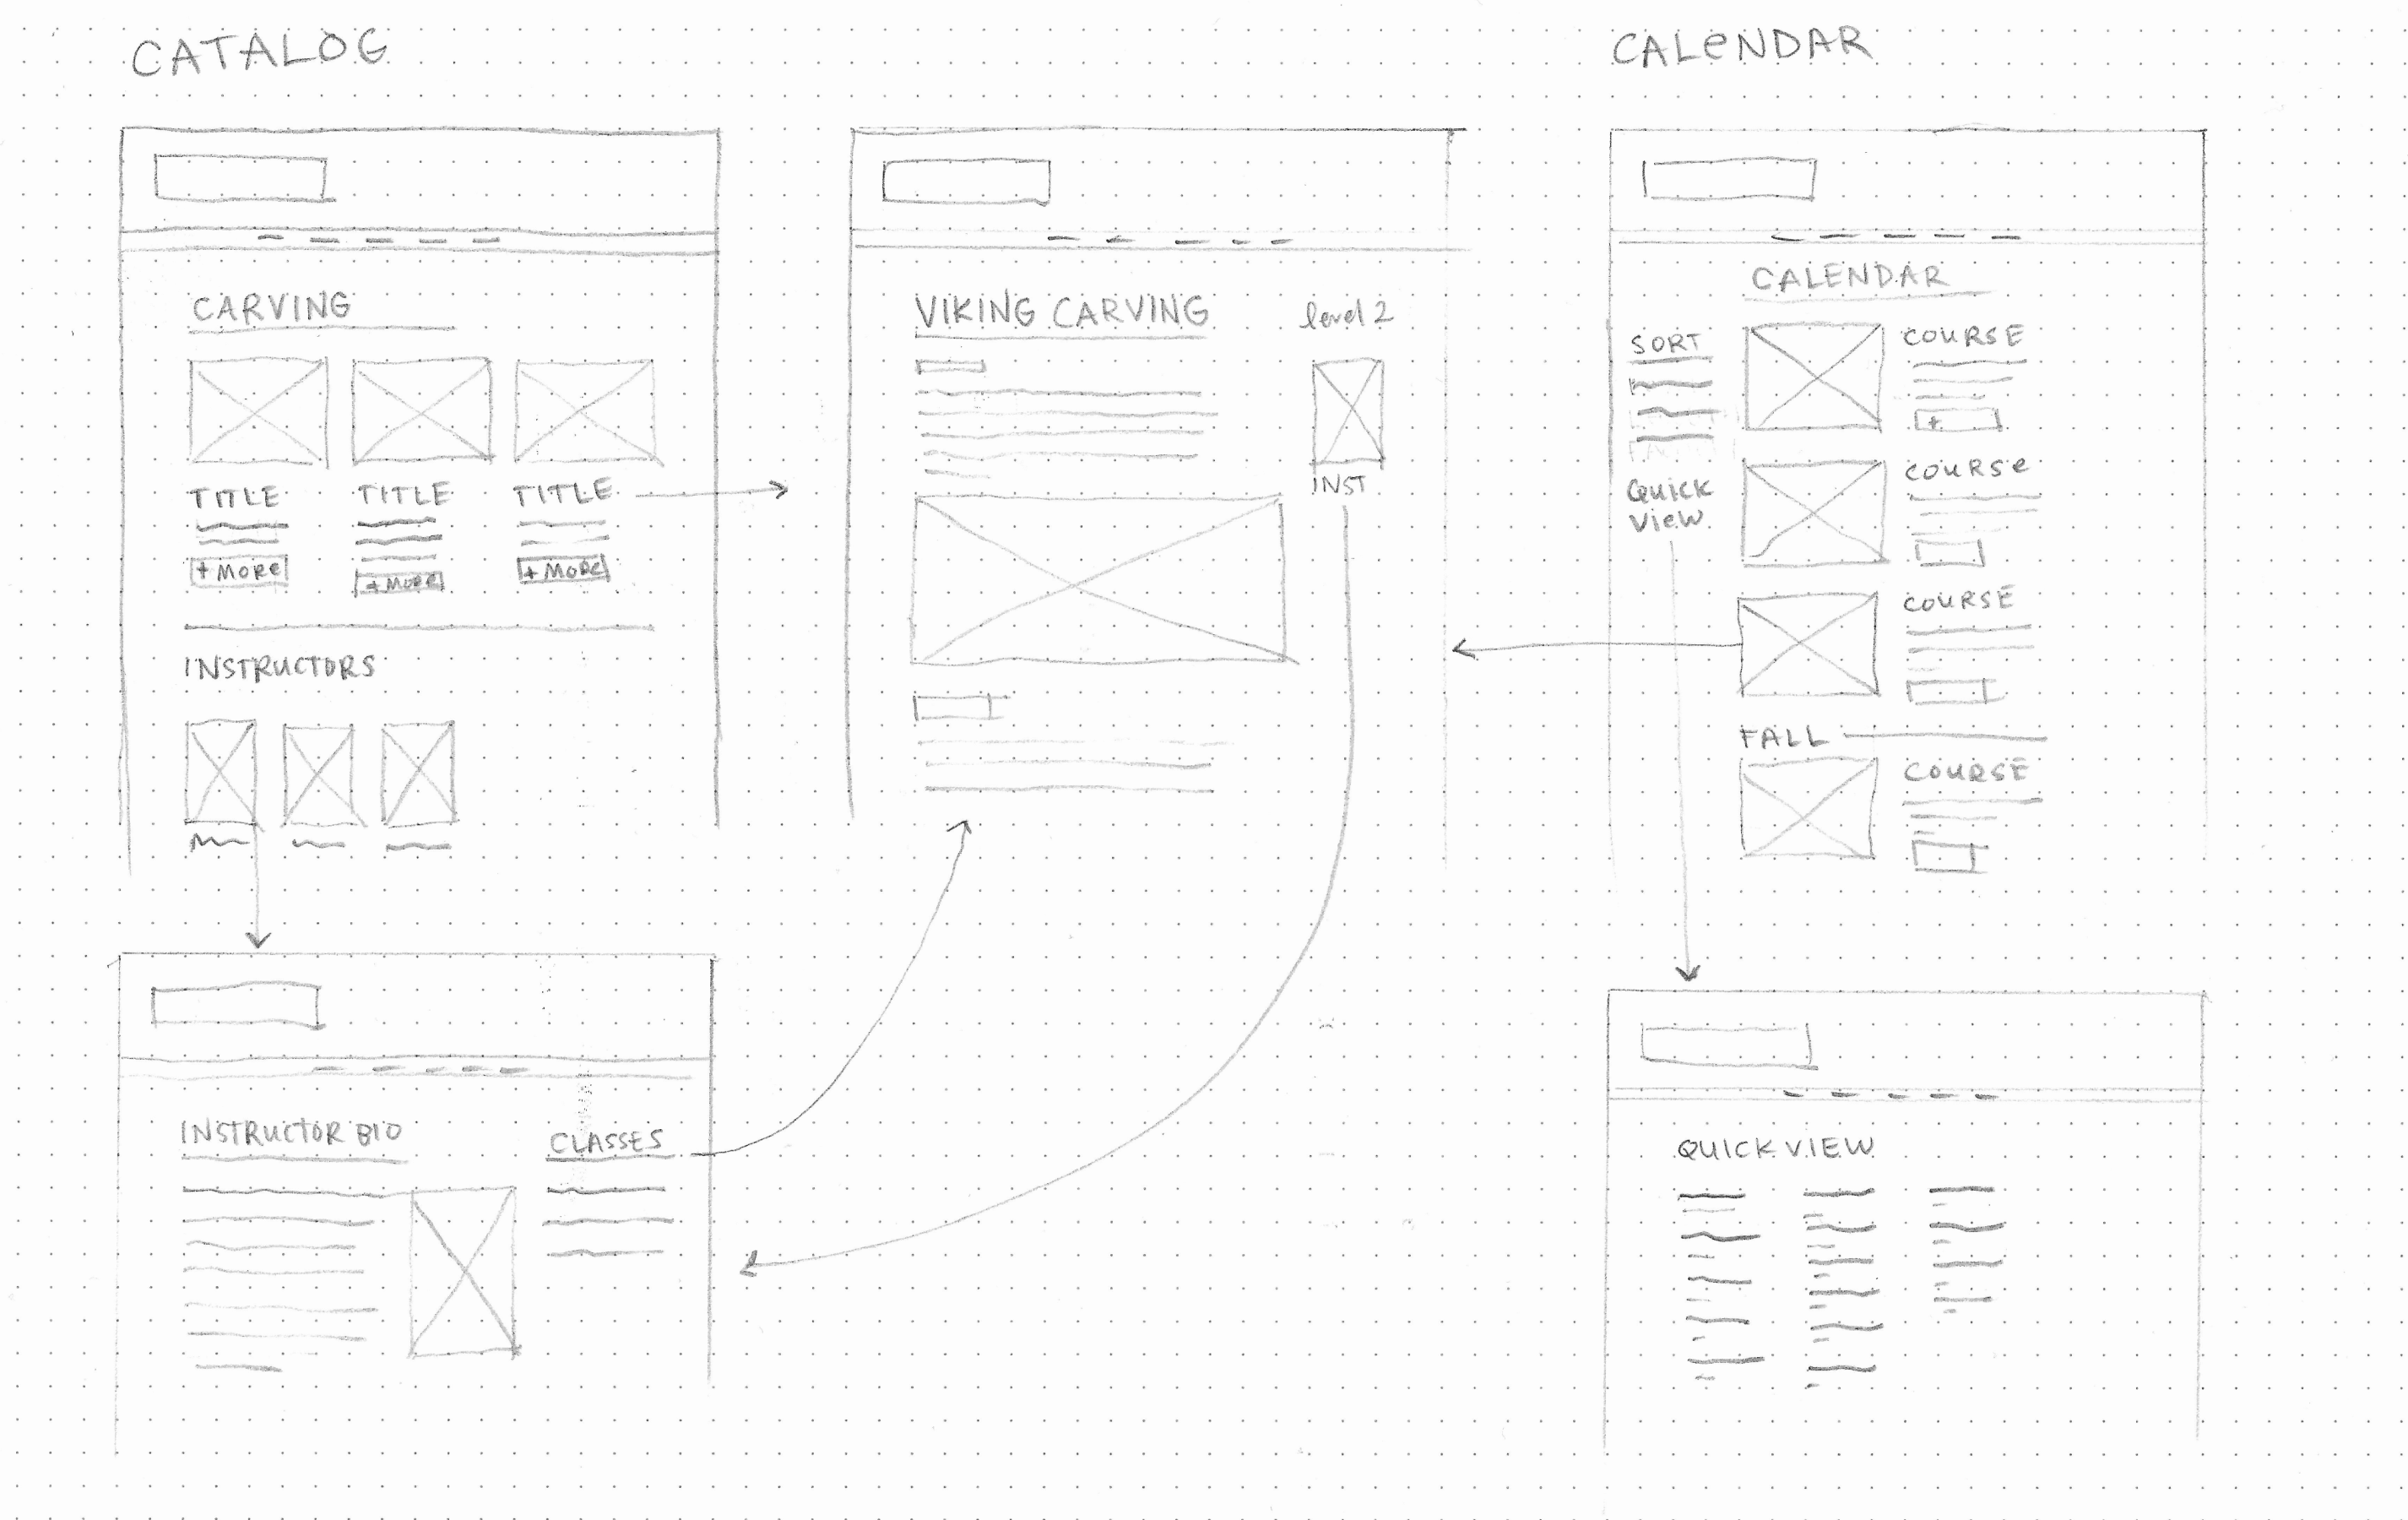 CATALOG
CALeNDAR
CARVING
TITLE TITLE TITLE
+ MORe + MORE + MORE
INSTRUCTORS
VIKING CARVING level 2
INST
CALENDAR
SORT
QUICK
VIeW
COURSE
+
COURSe
COURSE
FALL
COURSE
INSTRUCTOR BIO
CLASSES
QUICK VIEW